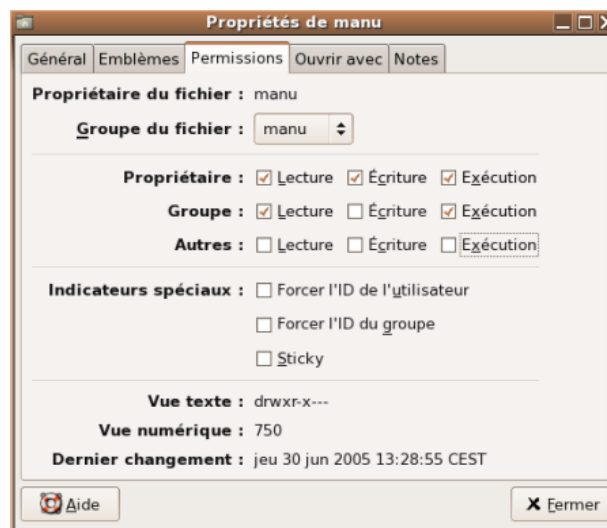 Propriétés de manu
Général Emblèmes Permissions Ouvrir avec Notes
Propriétaire du fichier : manu
Groupe du fichier : manu
Propriétaire : Lecture Écriture Exécution
Groupe : Lecture Écriture Exécution
Autres : Lecture Écriture Exécution
Indicateurs spéciaux : Forcer l'ID de l'utilisateur
Forcer l'ID du groupe
Sticky
Vue texte : drwxr-x---
Vue numérique : 750
Dernier changement : jeu 30 jun 2005 13:28:55 CEST
Aide Fermer